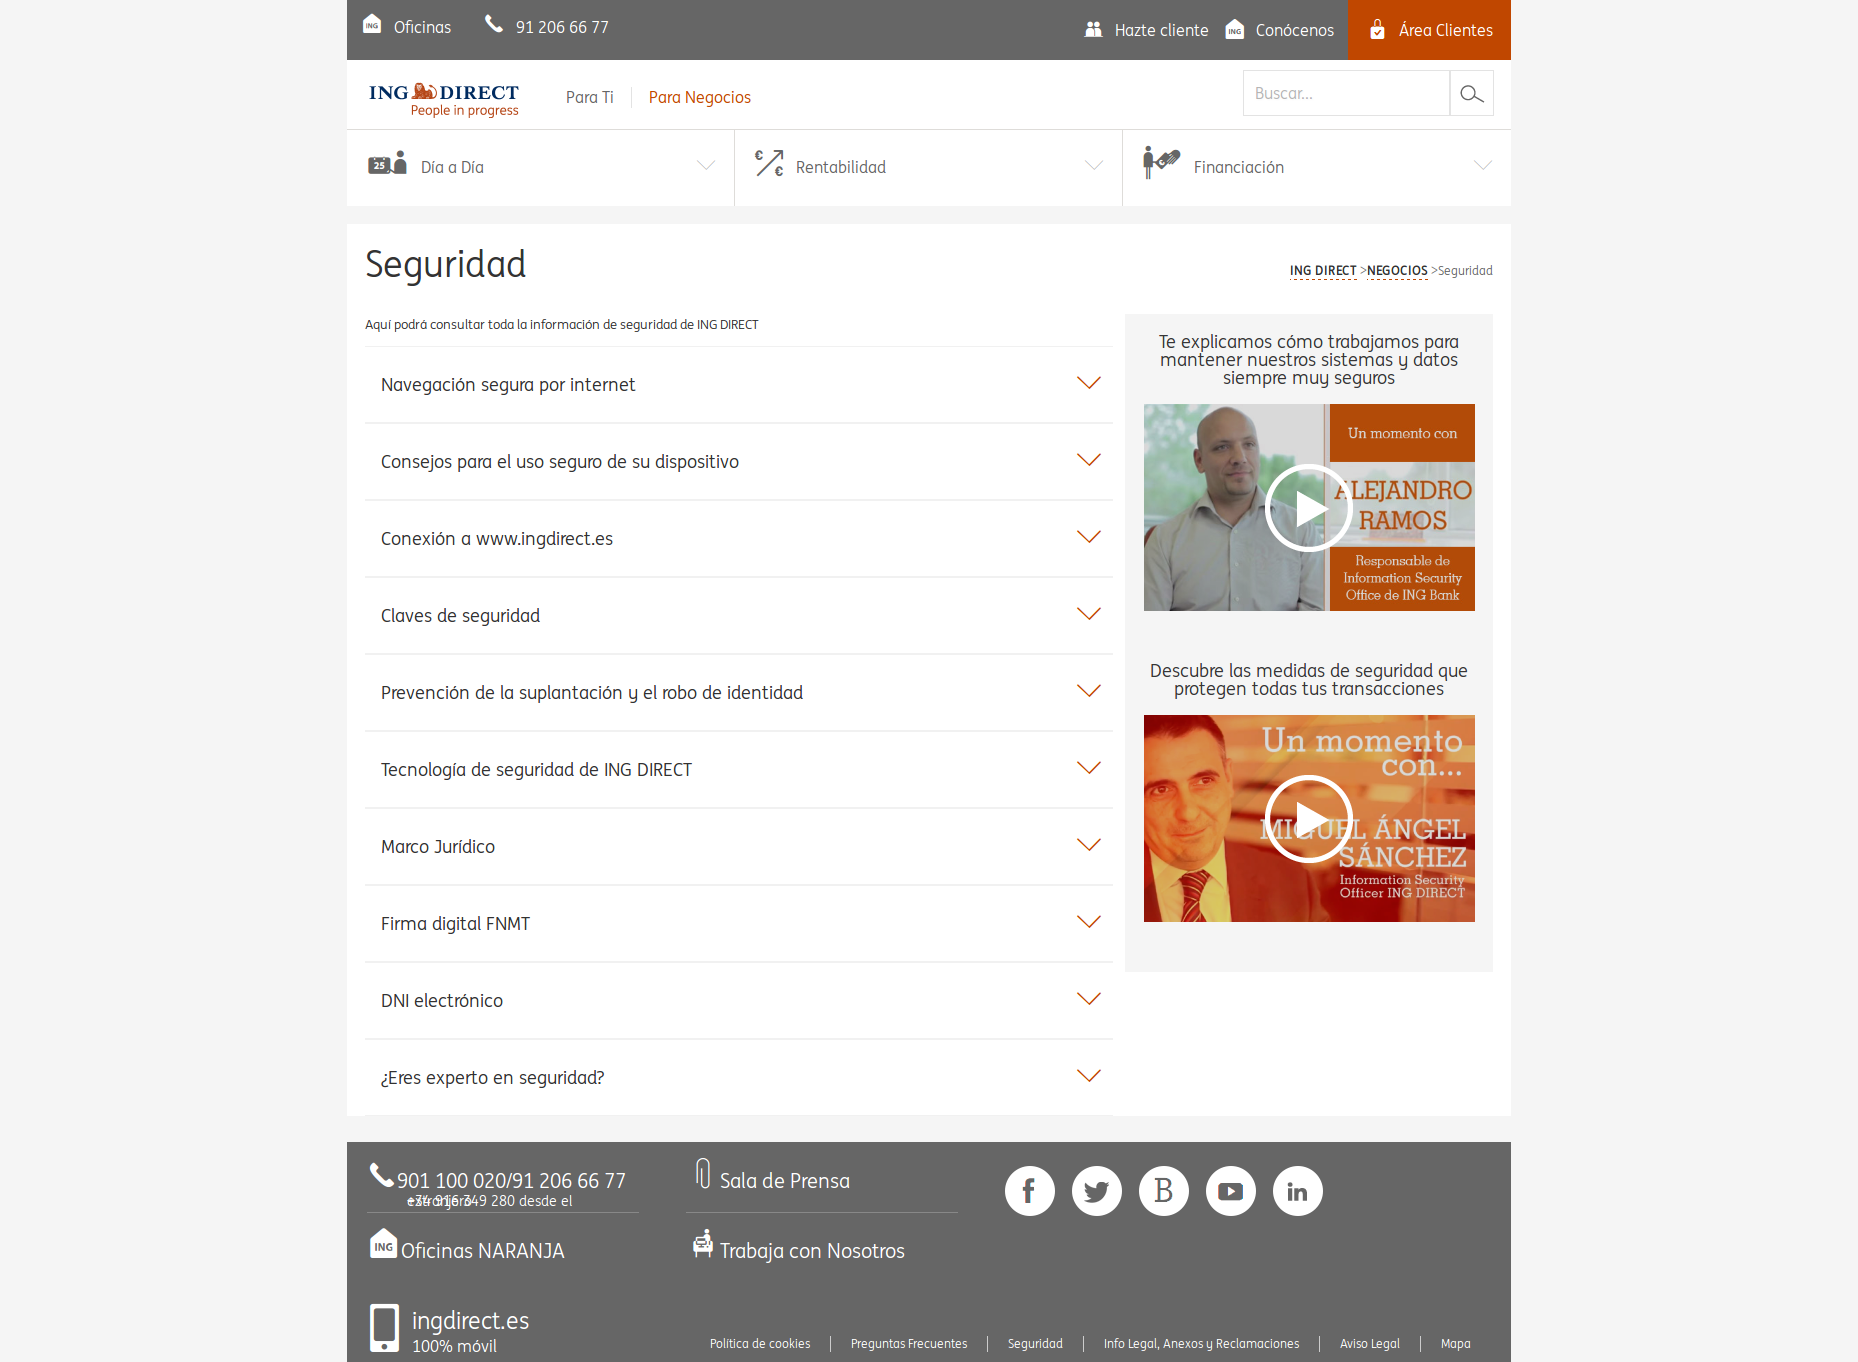 Oficinas
91 206 66 77
Hazte cliente
Conócenos
Área Clientes
ING DIRECT
People in progress
Para Ti
Para Negocios
Buscar...
25
Día a Día
Rentabilidad
Financiación
Seguridad
ING DIRECT >NEGOCIOS >Seguridad
Aquí podrá consultar toda la información de seguridad de ING DIRECT
Navegación segura por internet
Consejos para el uso seguro de su dispositivo
Conexión a www.ingdirect.es
Claves de seguridad
Prevención de la suplantación y el robo de identidad
Tecnología de seguridad de ING DIRECT
Marco Jurídico
Firma digital FNMT
DNI electrónico
¿Eres experto en seguridad?
Te explicamos cómo trabajamos para
mantener nuestros sistemas y datos
siempre muy seguros
Un momento con
ALEJANDRO
RAMOS
Responsable de
Information Security
Office de ING Bank
Descubre las medidas de seguridad que
protegen todas tus transacciones
Un momento
con...
MIGUEL ÁNGEL
SÁNCHEZ
Information Security
Officer ING DIRECT
901 100 020/91 206 66 77
+34 916 349 280 desde el
extranjero
ING
Oficinas NARANJA
Sala de Prensa
Trabaja con Nosotros
ingdirect.es
100% móvil
Política de cookies
Preguntas Frecuentes
Seguridad
Info Legal, Anexos y Reclamaciones
Aviso Legal
Mapa